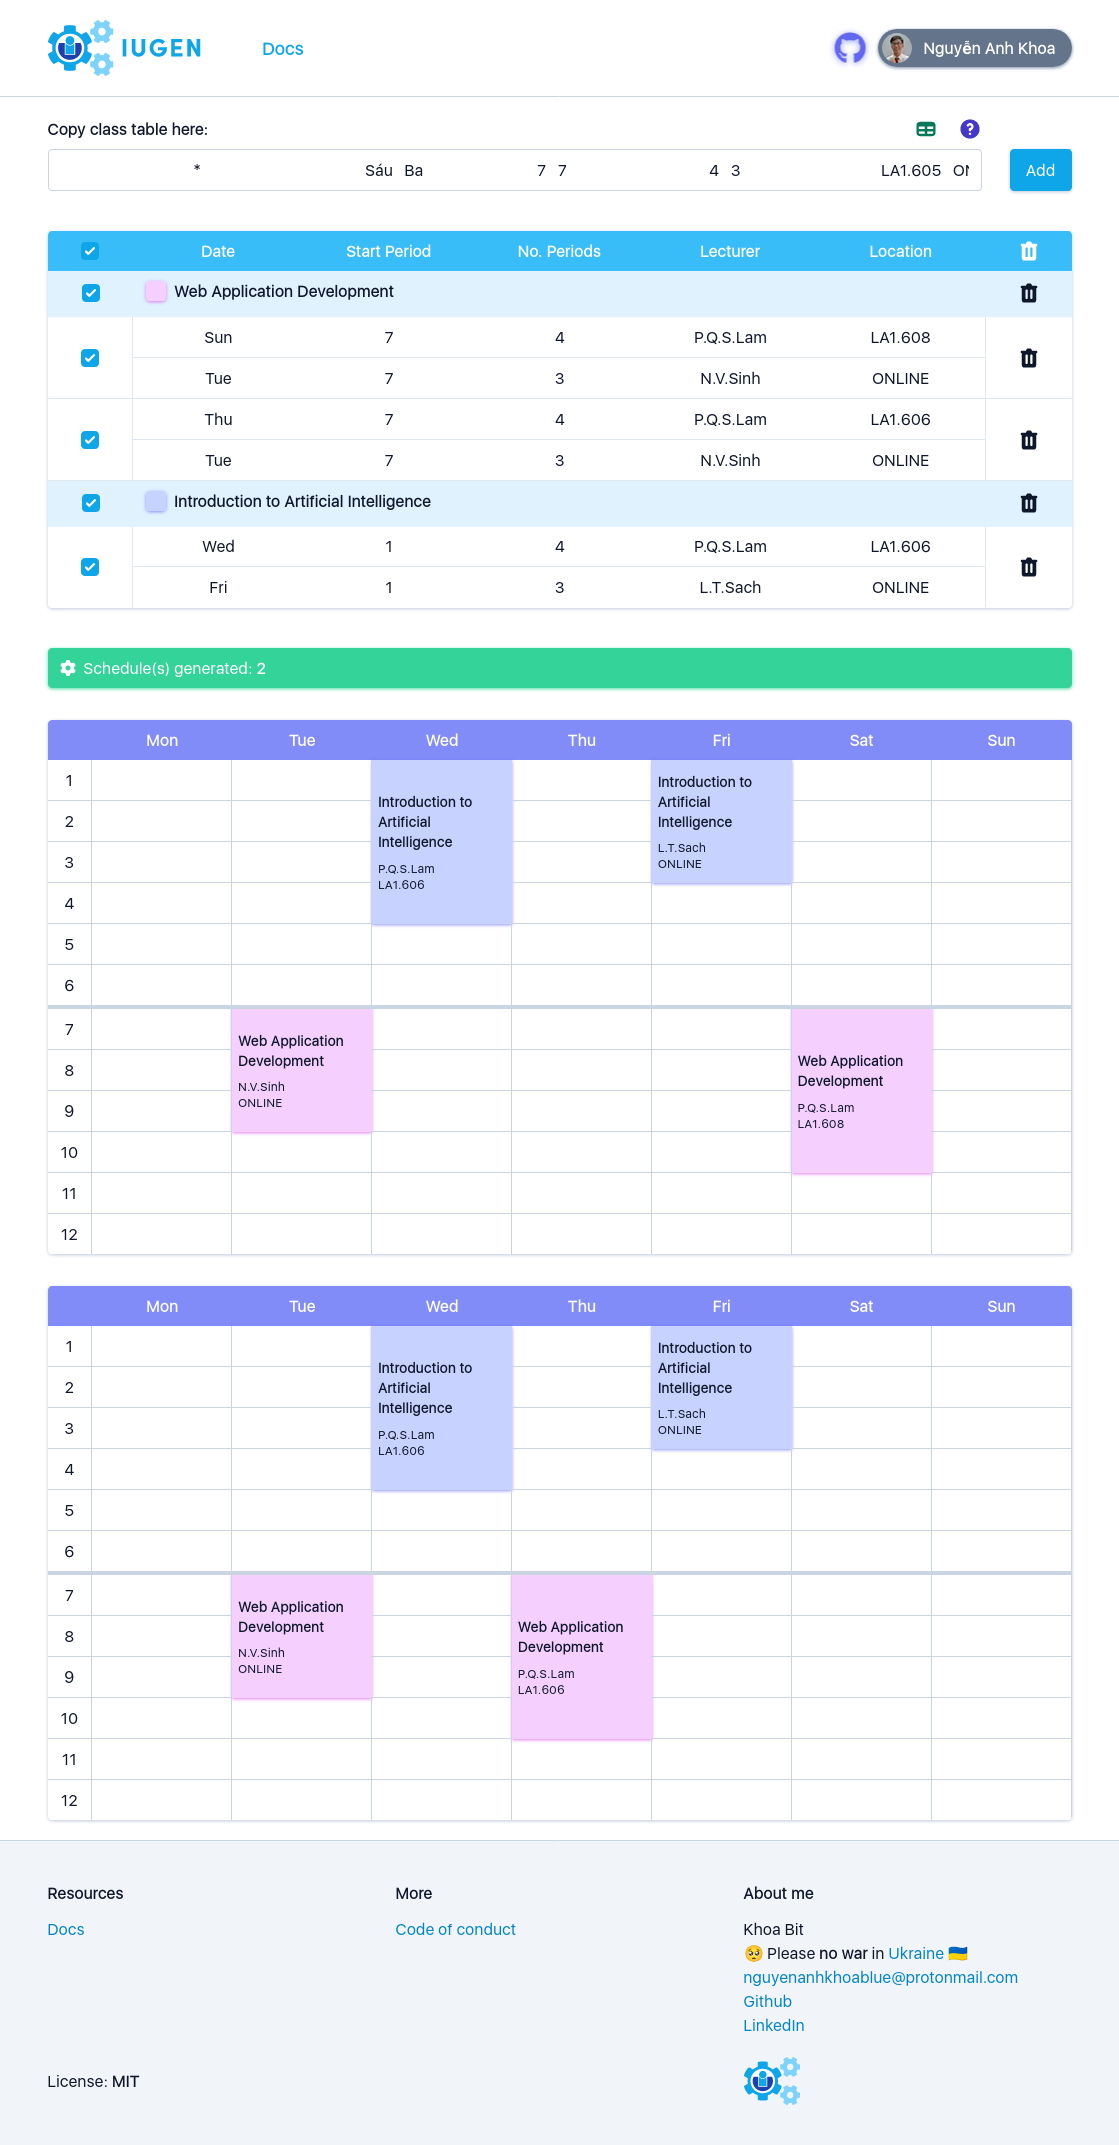 IUGEN Docs Nguyễn Anh Khoa
Copy class table here:
* Sáu Ba 7 7 4 3 LA1.605 Add
Date Start Period No. Periods Lecturer Location
Web Application Development
Sun 7 4 P.Q.S.Lam LA1.608
Tue 7 3 N.V.Sinh ONLINE
Thu 7 4 P.Q.S.Lam LA1.606
Tue 7 3 N.V.Sinh ONLINE
Introduction to Artificial Intelligence
Wed 1 4 P.Q.S.Lam LA1.606
Fri 1 3 L.T.Sach ONLINE
Schedule(s) generated: 2
Mon Tue Wed Thu Fri Sat Sun
1
2
3
4
5
6
Introduction to
Artificial
Intelligence
P.Q.S.Lam
LA1.606
Introduction to
Artificial
Intelligence
L.T.Sach
ONLINE
7
8
9
10
11
12
Web Application
Development
N.V.Sinh
ONLINE
Web Application
Development
P.Q.S.Lam
LA1.608
Mon Tue Wed Thu Fri Sat Sun
1
2
3
4
5
6
Introduction to
Artificial
Intelligence
P.Q.S.Lam
LA1.606
Introduction to
Artificial
Intelligence
L.T.Sach
ONLINE
7
8
9
10
11
12
Web Application
Development
N.V.Sinh
ONLINE
Web Application
Development
P.Q.S.Lam
LA1.606
Resources
Docs
More
Code of conduct
About me
Khoa Bit
🥺 Please no war in Ukraine 🇺🇦
nguyenanhkhoablue@protonmail.com
Github
LinkedIn
License: MIT